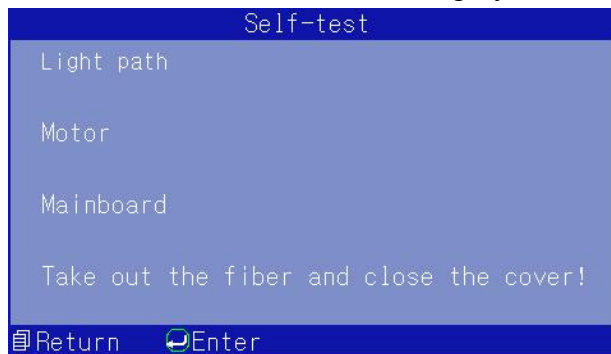 Self-test
Light path
Motor
Mainboard
Take out the fiber and close the cover!
Return Enter